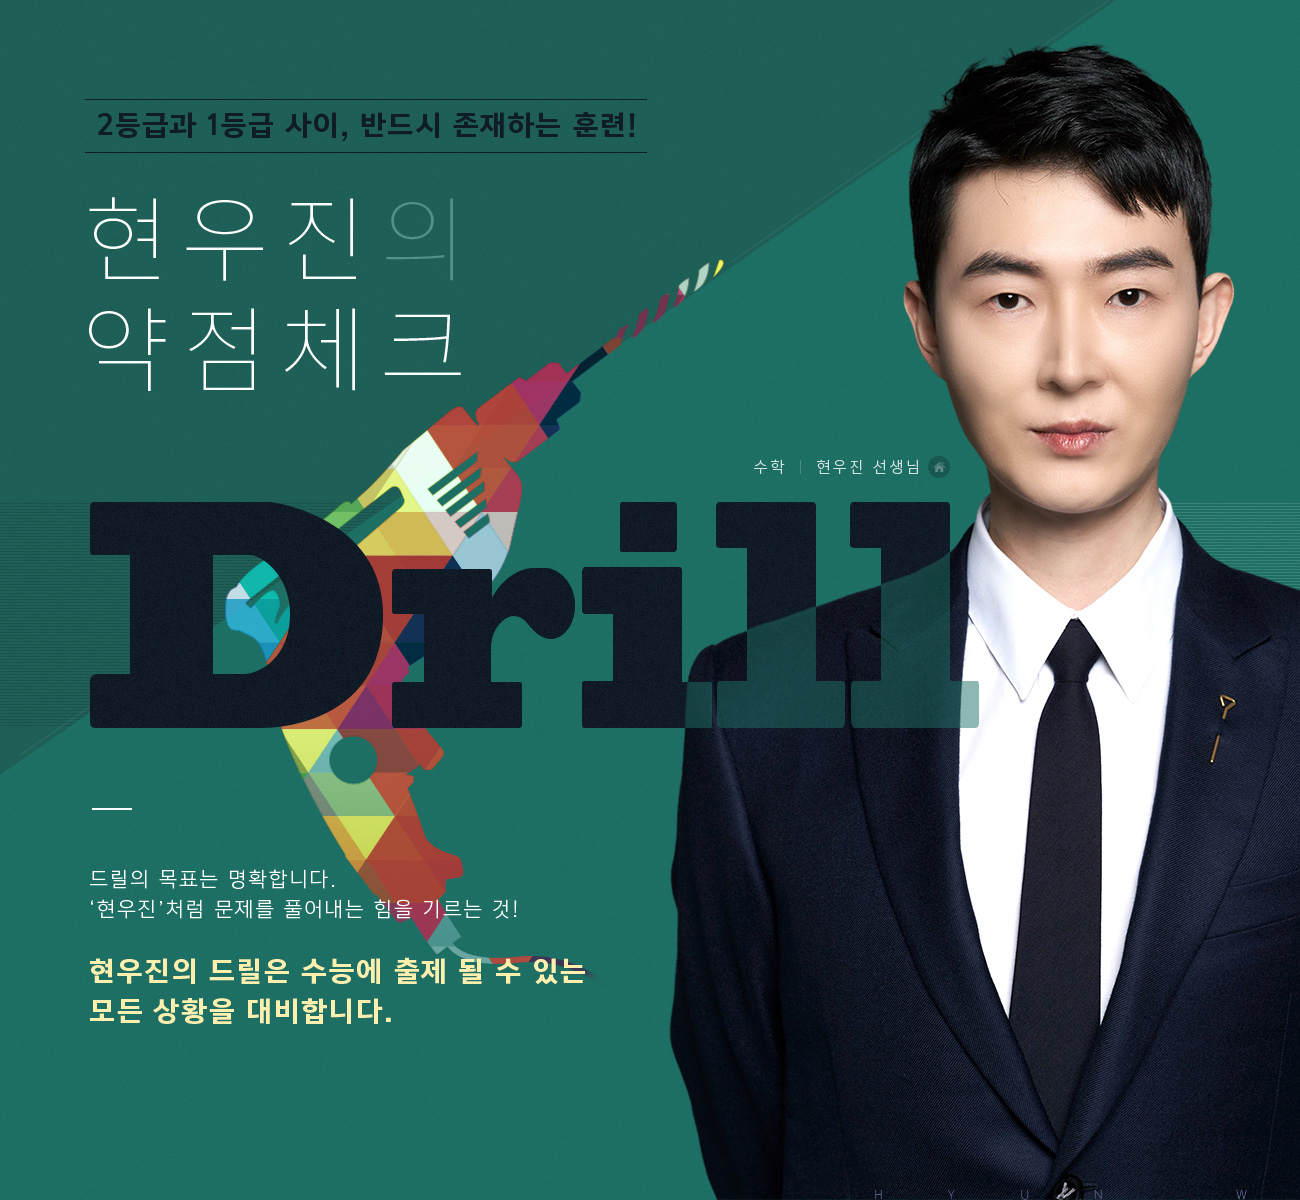 2등급과 1등급 사이, 반드시 존재하는 훈련!
현우진의
약점체크
수학 | 현우진 선생님
Drill
드릴의 목표는 명확합니다.
‘현우진’처럼 문제를 풀어내는 힘을 기르는 것!
현우진의 드릴은 수능에 출제 될 수 있는
모든 상황을 대비합니다.
H Y U N W